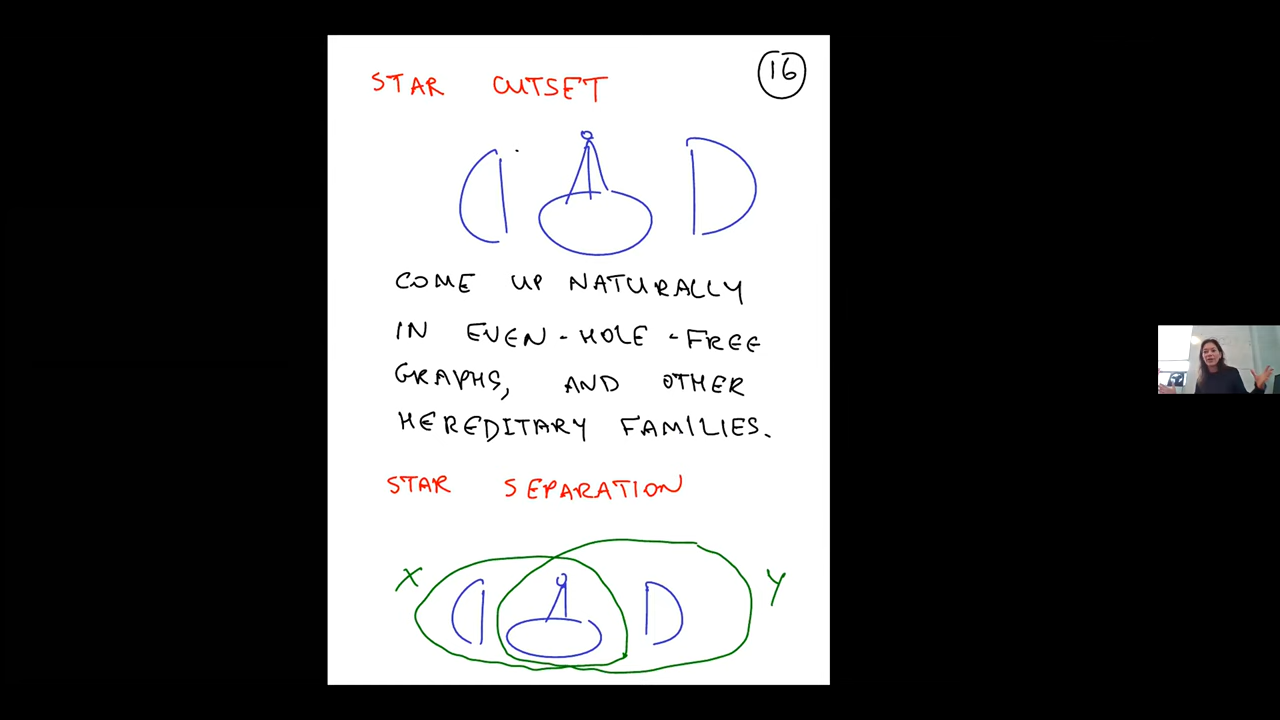 STAR CUTSET
16
COME UP NATURALLY
IN EVEN-HOLE-FREE
GRAPHS, AND OTHER
HEREDITARY FAMILIES.
STAR SEPARATION
X
Y